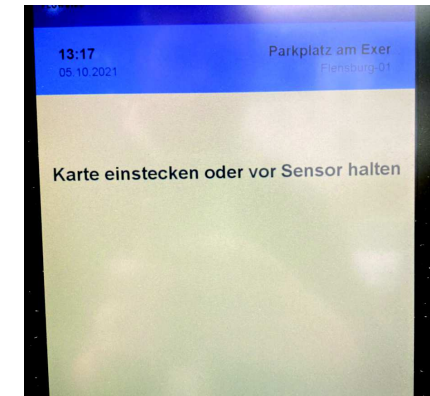 13:17
Parkplatz am Exer
05.10.2021
Flensburg-01
Karte einstecken oder vor Sensor halten